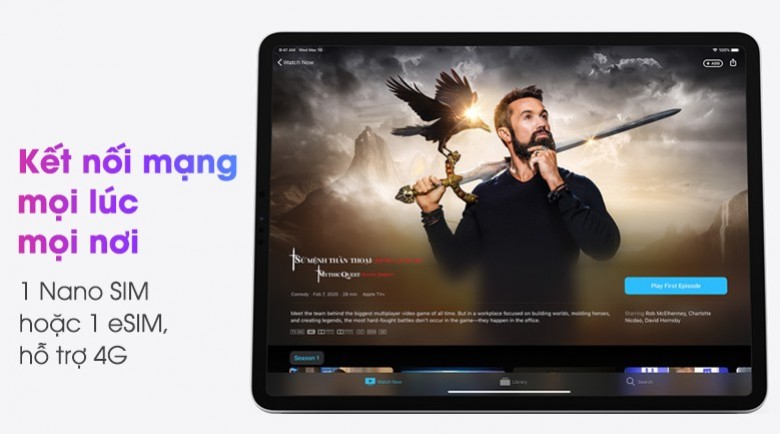 Kết nối mạng
mọi lúc
mọi nơi
1 Nano SIM
hoặc 1 eSIM,
hỗ trợ 4G
9:41 AM Wed Mar 18
100%
Watch Now
+ ADD
SỨ MỆNH THẦN THOẠI
MYTHIC QUEST
Play First Episode
Comedy · Feb 7, 2020 · 28 min · Apple TV+
Meet the team behind the biggest multiplayer video game of all time. But in a workplace focused on building worlds, molding heroes,
and creating legends, the most hard-fought battles don't occur in the game—they happen in the office.
Starring Rob McElhenney, Charlotte
Nicdao, David Hornsby
Season 1
Watch Now
Library
Search